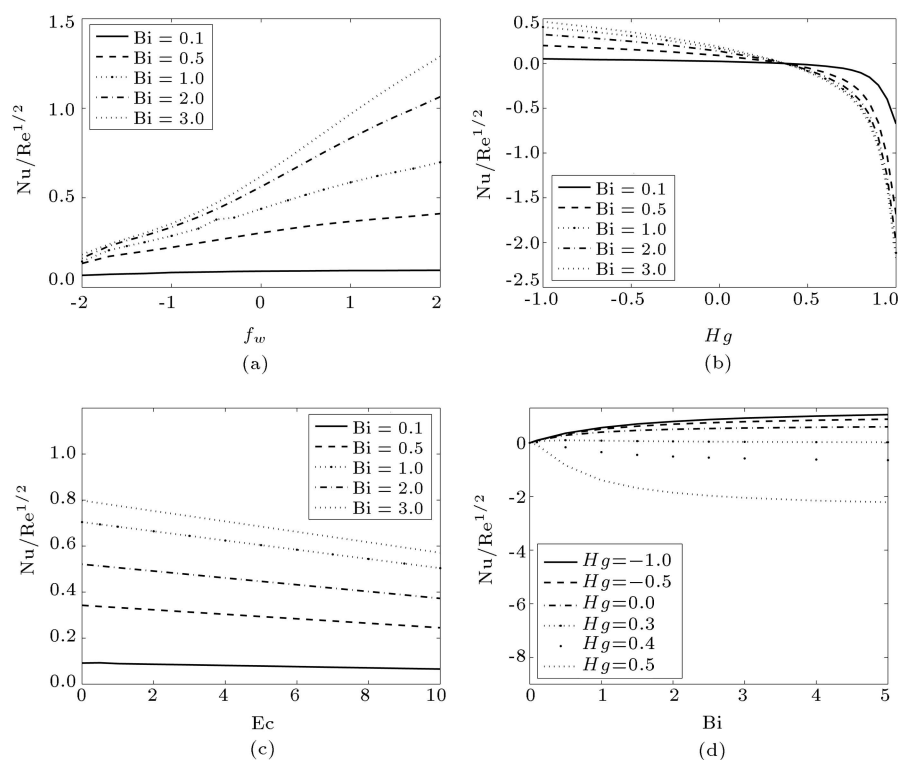 1.5
1.0
0.5
0.0
Nu/Re^{1/2}
Bi = 0.1
Bi = 0.5
Bi = 1.0
Bi = 2.0
Bi = 3.0
-2
-1
0
1
2
f_w
(a)
0.5
0.0
-0.5
-1.0
-1.5
-2.0
-2.5
Nu/Re^{1/2}
Bi = 0.1
Bi = 0.5
Bi = 1.0
Bi = 2.0
Bi = 3.0
-1.0
-0.5
0.0
0.5
1.0
Hg
(b)
1.0
0.8
0.6
0.4
0.2
0.0
Nu/Re^{1/2}
Bi = 0.1
Bi = 0.5
Bi = 1.0
Bi = 2.0
Bi = 3.0
0
2
4
6
8
10
Ec
(c)
0
-2
-4
-6
-8
Nu/Re^{1/2}
Hg=−1.0
Hg=−0.5
Hg=0.0
Hg=0.3
Hg=0.4
Hg=0.5
0
1
2
3
4
5
Bi
(d)